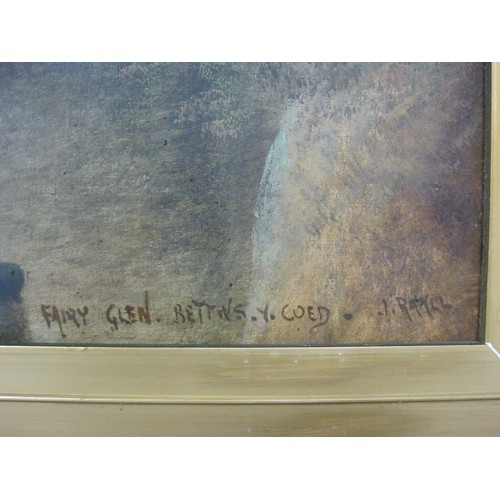 FAIRY GLEN. BETTWS.Y.COED. J.